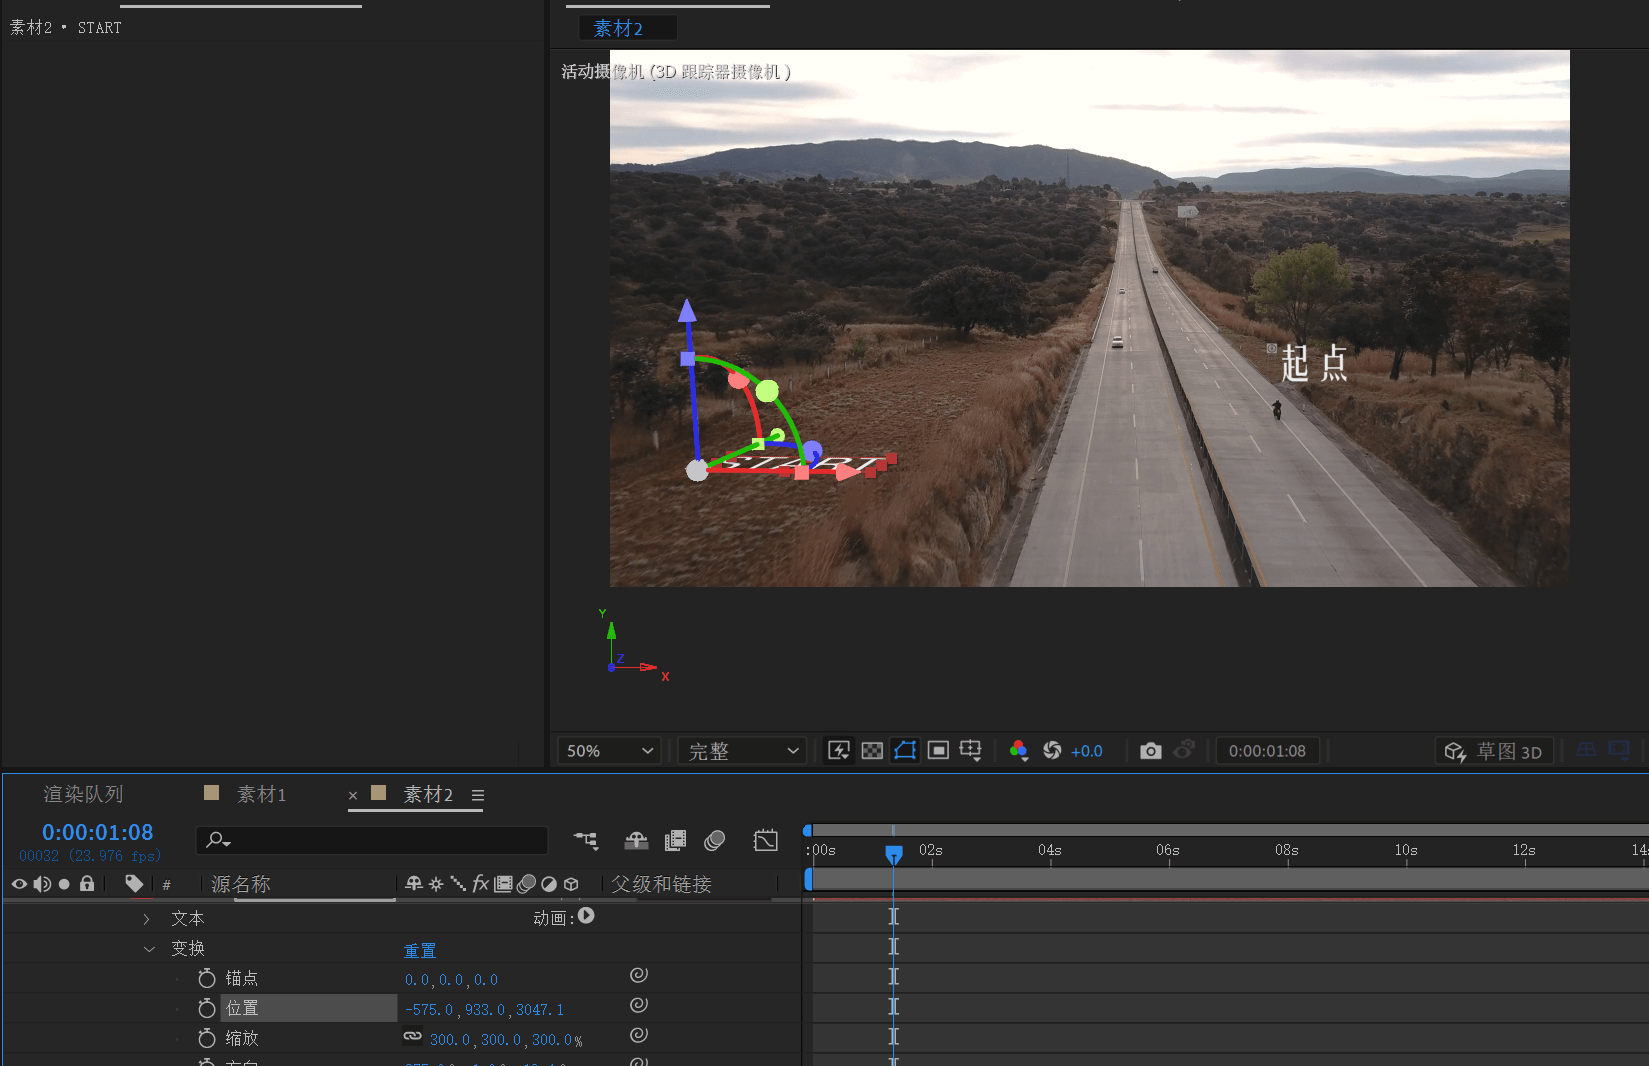 素材2 • START
素材2
活动摄像机 (3D 跟踪器摄像机)
起点
START
Y
Z
X
50%
完整
+0.0
0:00:01:08
草图 3D
渲染队列
素材1
× 素材2
0:00:01:08
00032 (23.976 fps)
:00s 02s 04s 06s 08s 10s 12s 14
# 源名称 fx 父级和链接
文本 动画:
变换 重置
锚点 0.0,0.0,0.0
位置 -575.0,933.0,3047.1
缩放 300.0,300.0,300.0%
方向